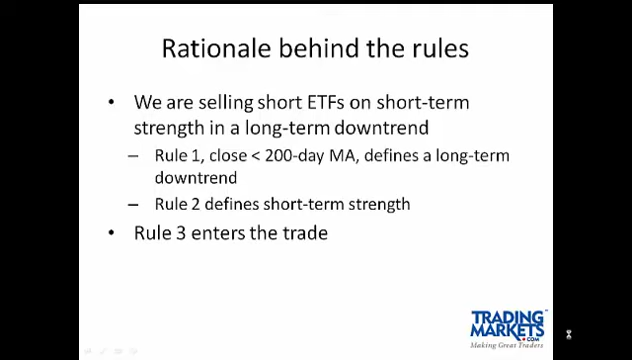 Rationale behind the rules
• We are selling short ETFs on short-term
strength in a long-term downtrend
– Rule 1, close < 200-day MA, defines a long-term
downtrend
– Rule 2 defines short-term strength
• Rule 3 enters the trade
TRADING
MARKETS
.COM
Making Great Traders